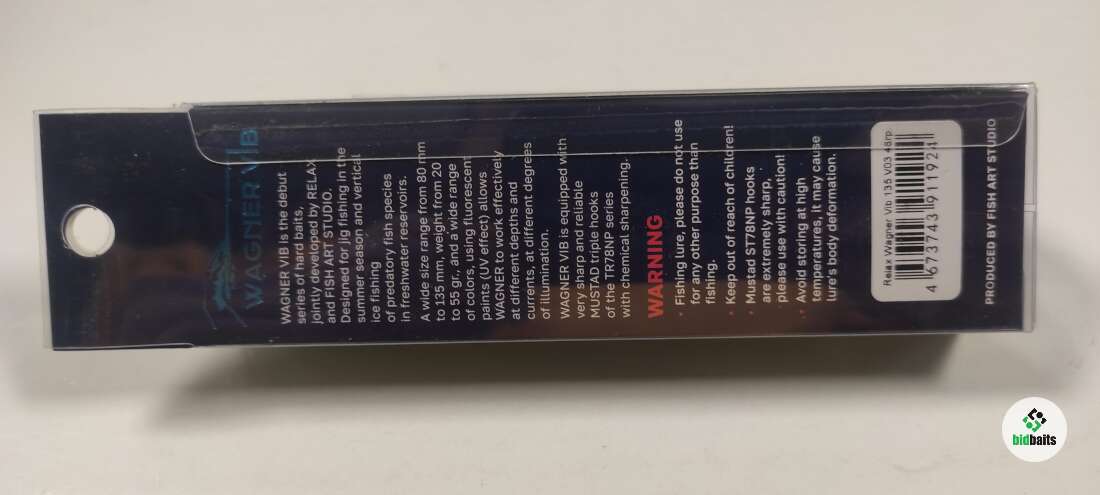 WAGNER VIB
WAGNER VIB is the debut
series of hard baits,
jointly developed by RELAX
and FISH ART STUDIO.
Designed for jig fishing in the
summer season and vertical
ice fishing
of predatory fish species
in freshwater reservoirs.
A wide size range from 80 mm
to 135 mm, weight from 20
to 55 gr., and a wide range
of colors, using fluorescent
paints (UV effect) allows
WAGNER to work effectively
at different depths and
currents, at different degrees
of illumination.
WAGNER VIB is equipped with
very sharp and reliable
MUSTAD triple hooks
of the TR78NP series
with chemical sharpening.
WARNING
• Fishing lure, please do not use
for any other purpose than
fishing.
• Keep out of reach of children!
• Mustad ST78NP hooks
are extremely sharp,
please use with caution!
• Avoid storing at high
temperatures, it may cause
lure's body deformation.
Relax Wagner Vib 135 V03 48гр.
4 673743 911924
PRODUCED BY FISH ART STUDIO
bidbaits